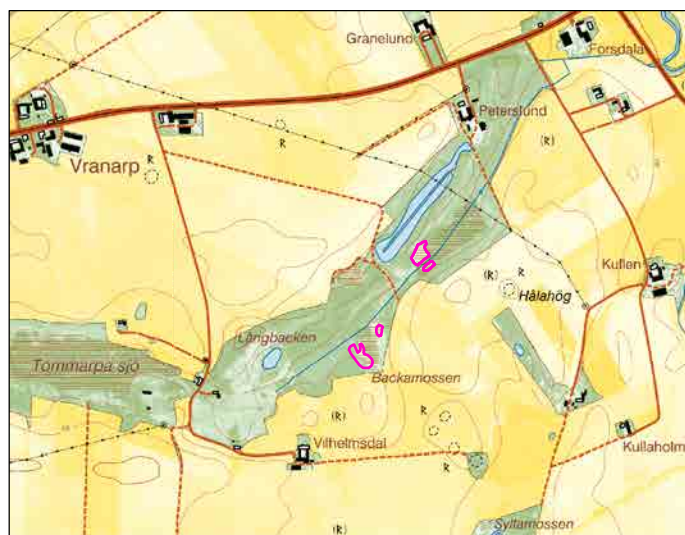 Granelund
Forsdala
R
Peterslund
(R)
R
Vranarp
R
(R)
R
Kullen
Hålahög
Långbacken
Tommarpa sjö
Backamossen
(R)
R
Vilhelmsdal
R
R
Kullaholm
Syltamossen
(R)